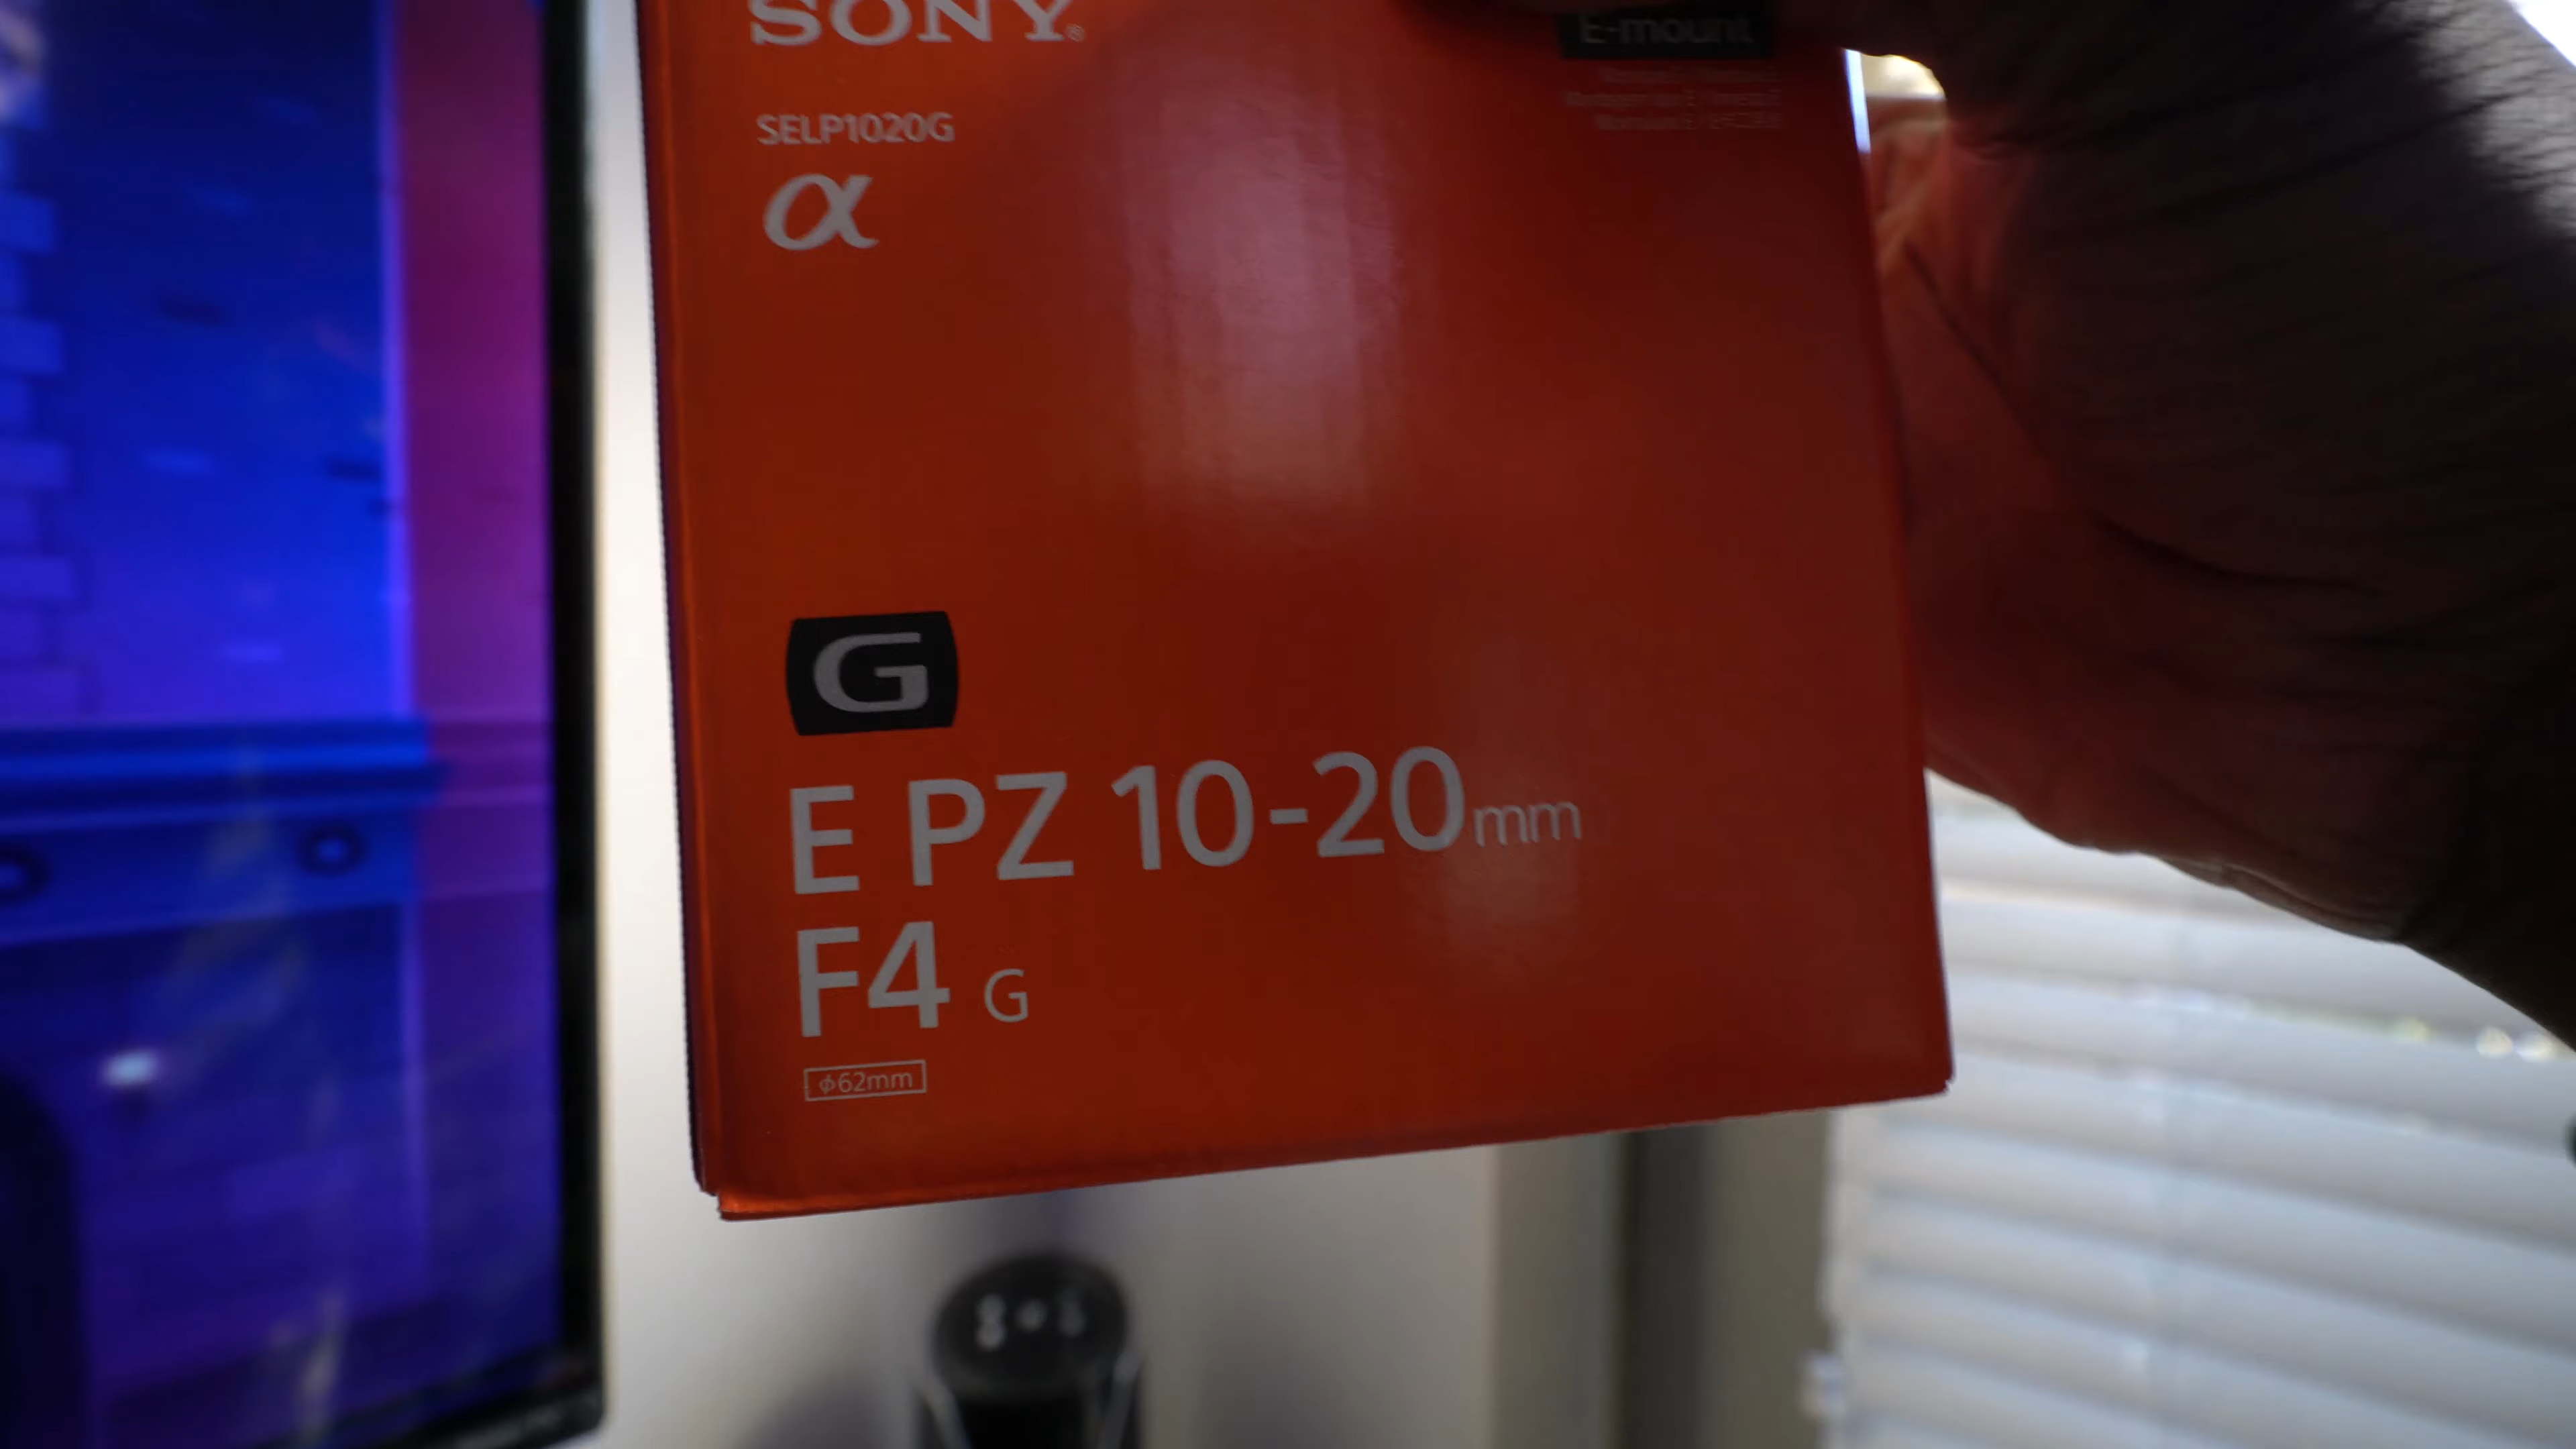 SONY
E-mount
SELP1020G
α
G
E PZ 10-20mm
F4 G
φ62mm